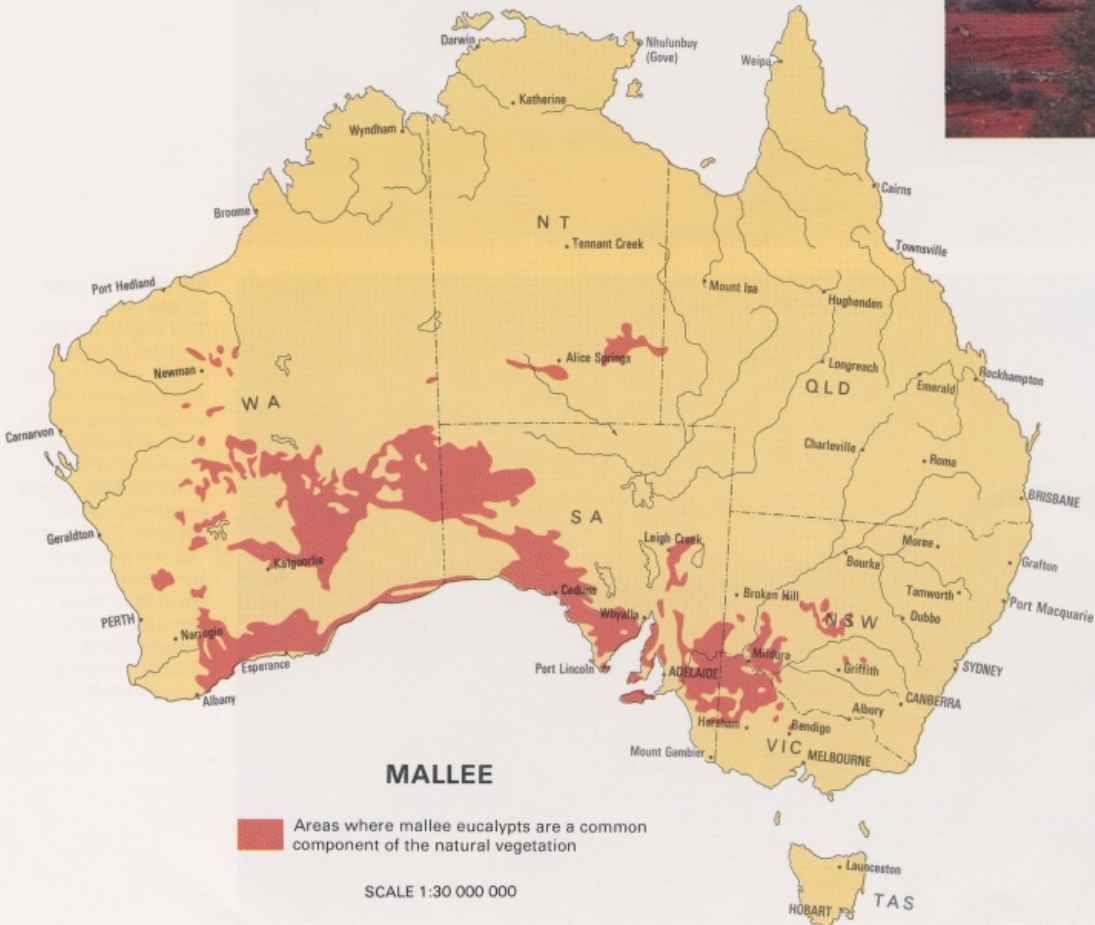 Darwin
Nhulunbuy
(Gove)
Weipa
Katherine
Wyndham
Cairns
Broome
N T
Tennant Creek
Townsville
Port Hedland
Mount Isa
Hughenden
Alice Springs
Newman
Longreach
Rockhampton
Emerald
QLD
W A
Carnarvon
Charleville
Roma
BRISBANE
S A
Geraldton
Leigh Creek
Moree
Kalgoorlie
Bourke
Grafton
Ceduna
Broken Hill
Tamworth
Port Macquarie
Whyalla
PERTH
Narrogin
NSW
Dubbo
Esperance
Port Lincoln
ADELAIDE
Mildura
Griffith
SYDNEY
Albany
CANBERRA
Albury
Horsham
Bendigo
VIC
Mount Gambier
MELBOURNE
MALLEE
Areas where mallee eucalypts are a common
component of the natural vegetation
SCALE 1:30 000 000
Launceston
TAS
HOBART